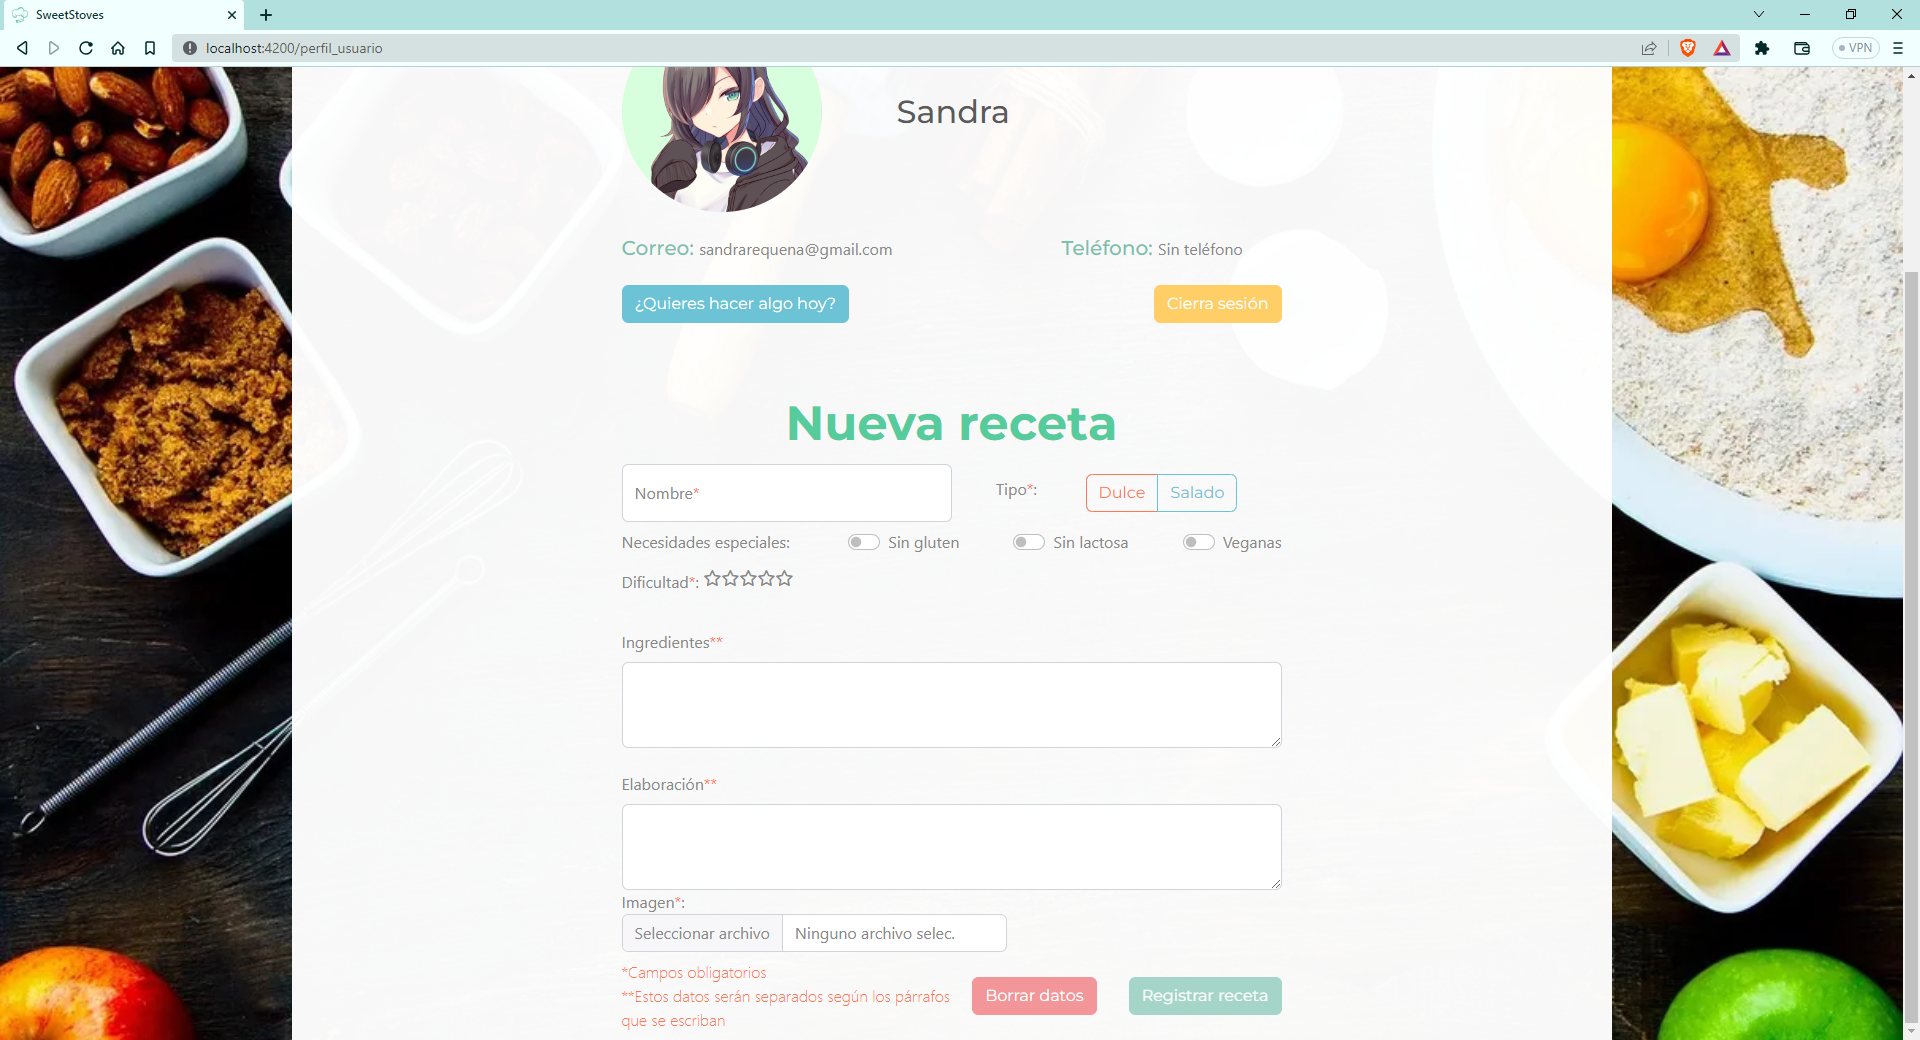 SweetStoves
localhost:4200/perfil_usuario
VPN
Sandra
Correo: sandrarequena@gmail.com
Teléfono: Sin teléfono
¿Quieres hacer algo hoy?
Cierra sesión
Nueva receta
Nombre*
Tipo*:
Dulce
Salado
Necesidades especiales:
Sin gluten
Sin lactosa
Veganas
Dificultad*:
Ingredientes**
Elaboración**
Imagen*:
Seleccionar archivo
Ninguno archivo selec.
*Campos obligatorios
**Estos datos serán separados según los párrafos
que se escriban
Borrar datos
Registrar receta